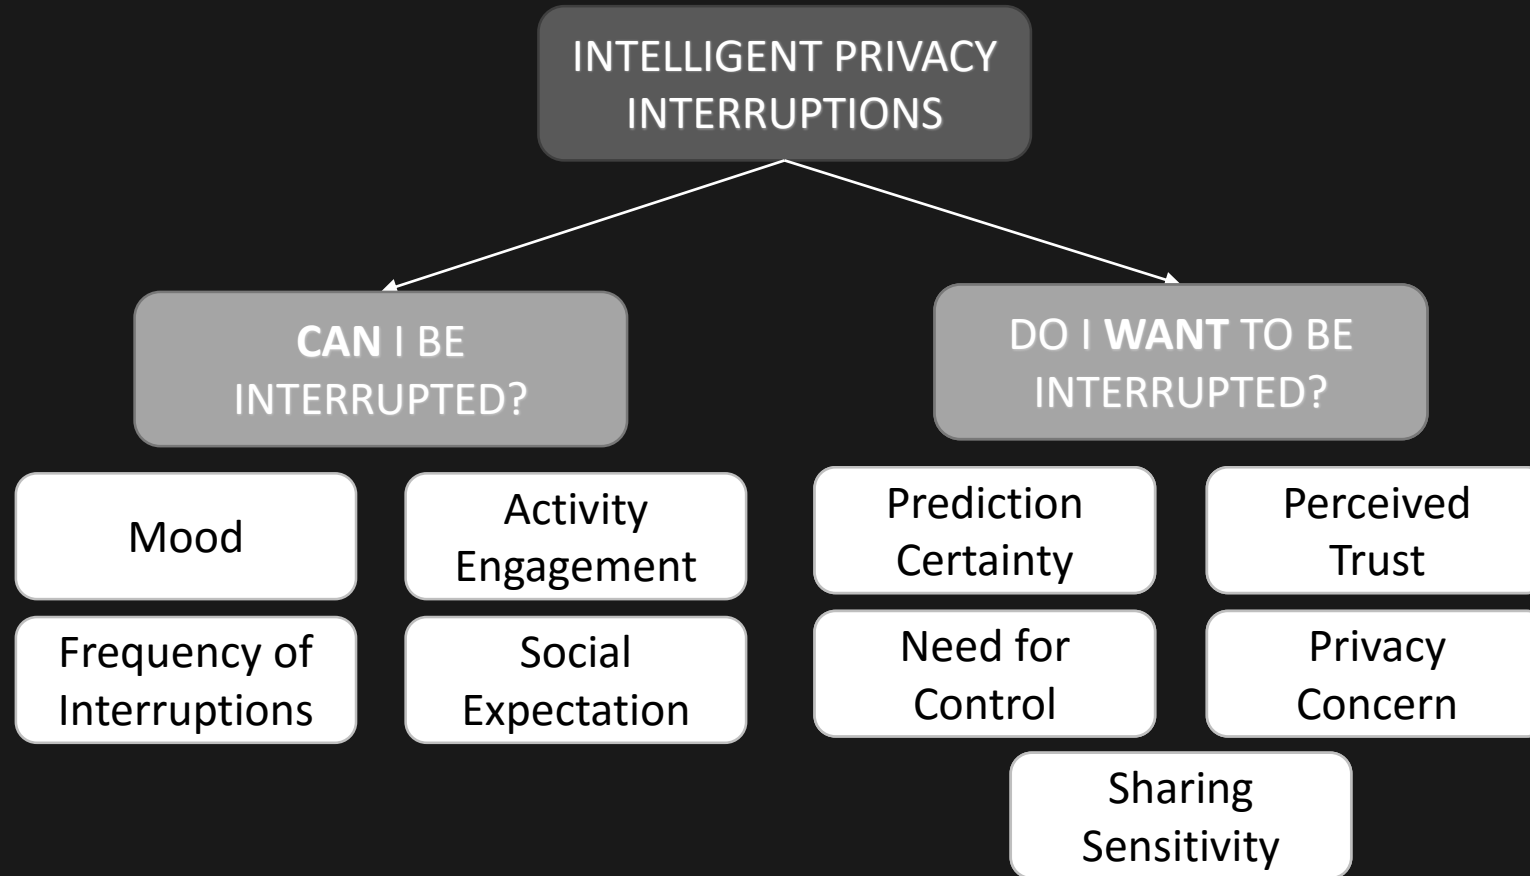 INTELLIGENT PRIVACY
INTERRUPTIONS
CAN I BE
INTERRUPTED?
Mood
Activity
Engagement
Frequency of
Interruptions
Social
Expectation
DO I WANT TO BE
INTERRUPTED?
Prediction
Certainty
Perceived
Trust
Need for
Control
Privacy
Concern
Sharing
Sensitivity